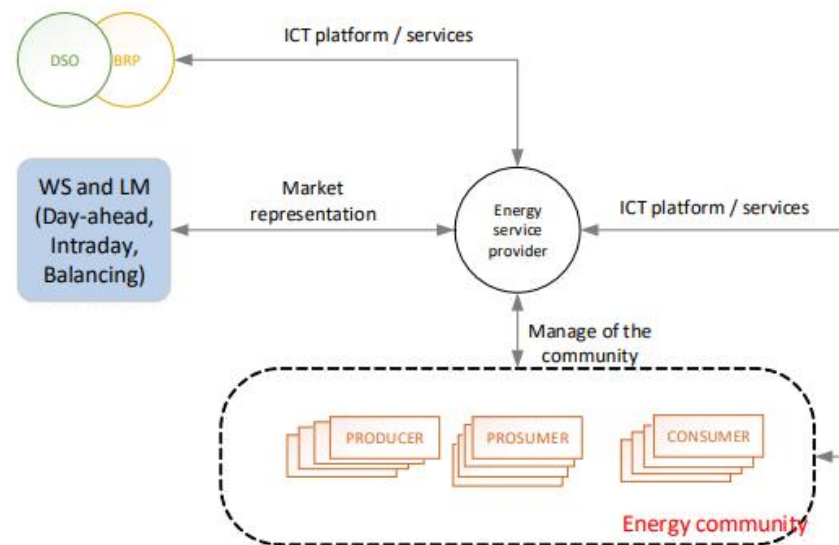 ICT platform / services
DSO
BRP
WS and LM
(Day-ahead,
Intraday,
Balancing)
Market
representation
Energy
service
provider
ICT platform / services
Manage of the
community
PRODUCER
PROSUMER
CONSUMER
Energy community